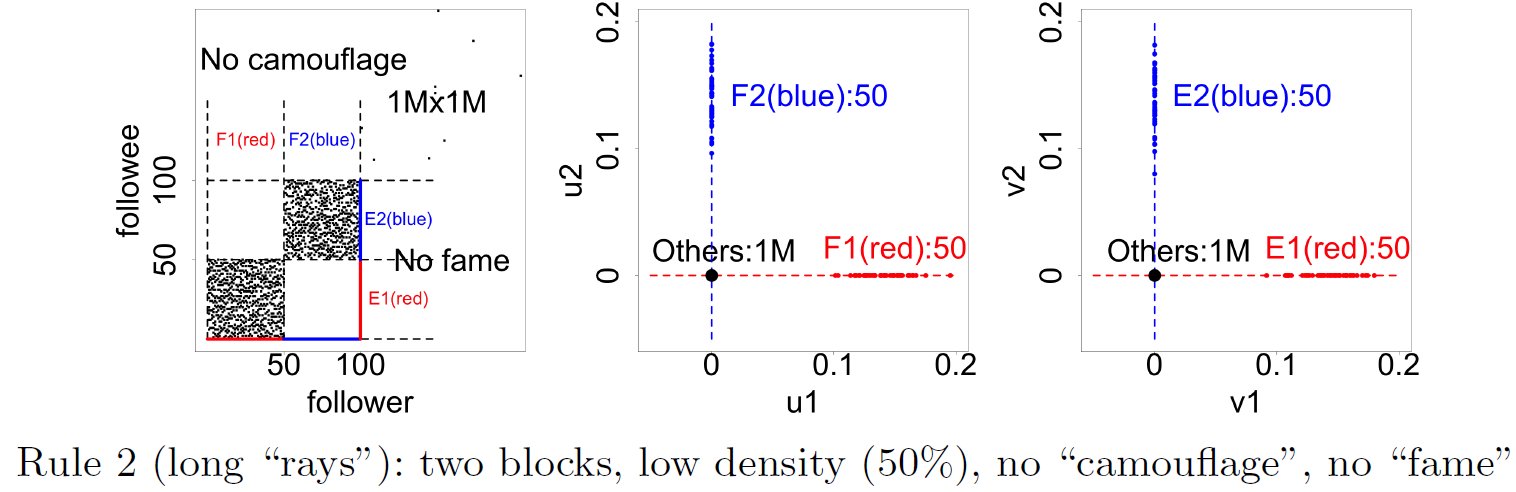 No camouflage
1Mx1M
F1(red)
F2(blue)
E2(blue)
No fame
E1(red)
followee
100
50
50
100
follower
0.2
0.1
0
u2
F2(blue):50
Others:1M
F1(red):50
0
0.1
0.2
u1
0.2
0.1
0
v2
E2(blue):50
Others:1M
E1(red):50
0
0.1
0.2
v1
Rule 2 (long “rays”): two blocks, low density (50%), no “camouflage”, no “fame”